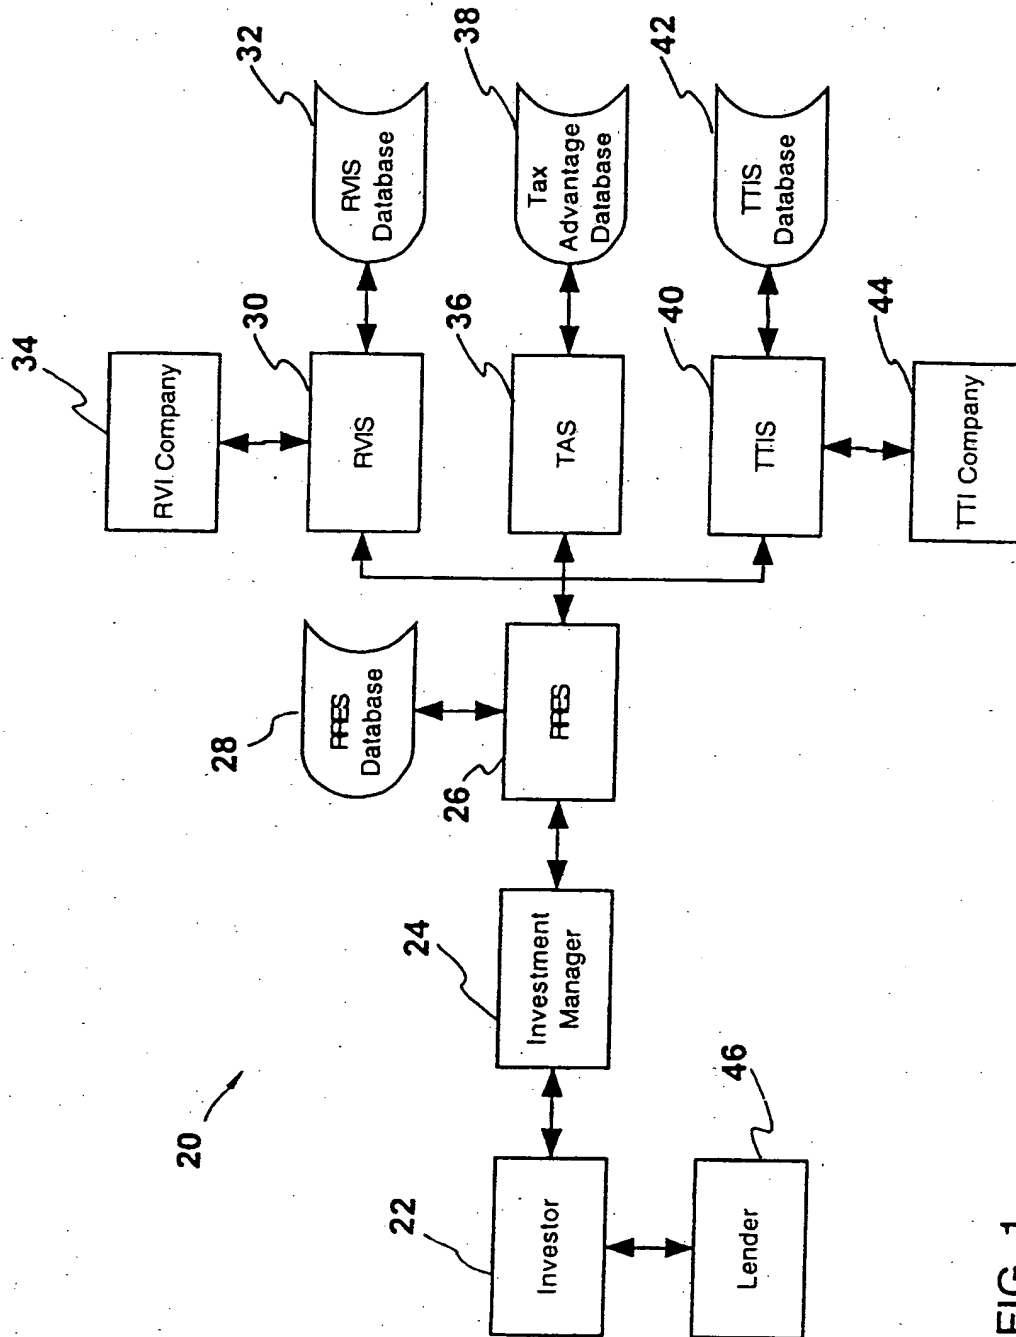 34
RVI Company
20
28
30
32
RRES
Database
RVIS
RVIS
Database
22
24
26
36
38
Investor
Investment
Manager
RRES
TAS
Tax
Advantage
Database
46
40
42
Lender
TTIS
TTIS
Database
44
TTI Company
FIG. 1